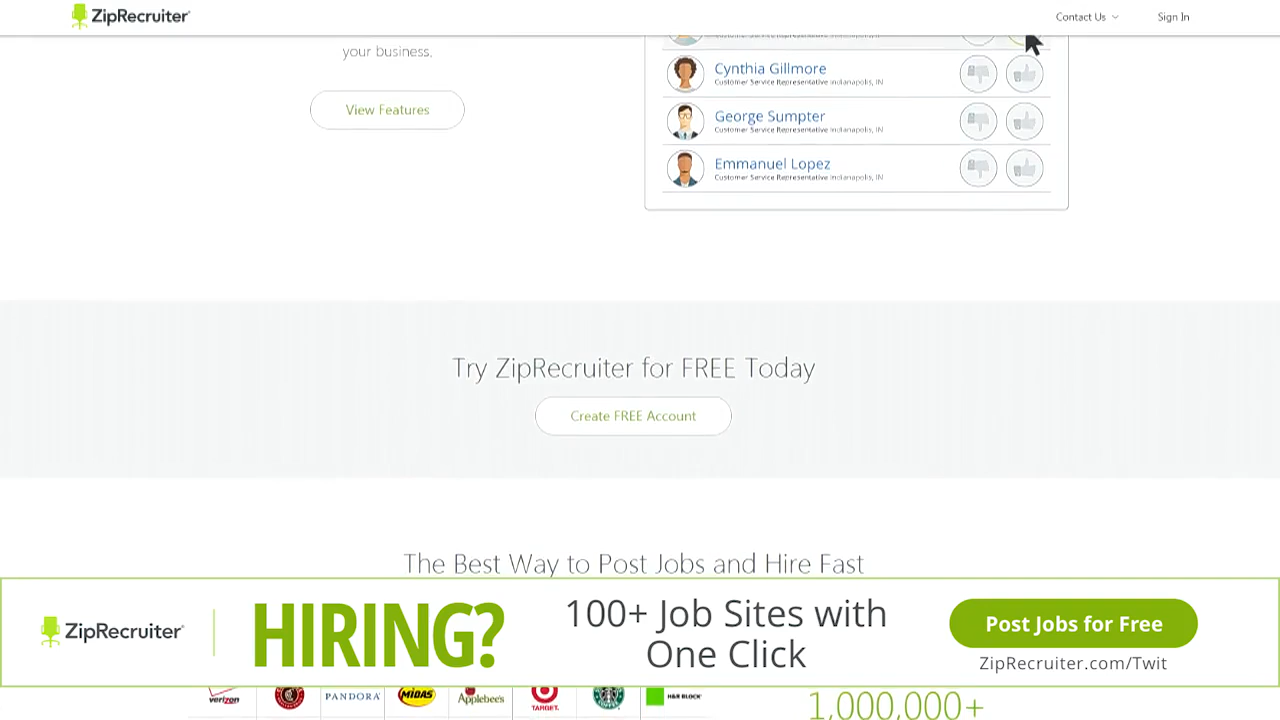 ZipRecruiter
Contact Us
Sign In
your business.
View Features
Cynthia Gillmore
Customer Service Representative Indianapolis, IN
George Sumpter
Customer Service Representative Indianapolis, IN
Emmanuel Lopez
Customer Service Representative Indianapolis, IN
Try ZipRecruiter for FREE Today
Create FREE Account
The Best Way to Post Jobs and Hire Fast
ZipRecruiter
HIRING?
100+ Job Sites with
One Click
Post Jobs for Free
ZipRecruiter.com/Twit
verizon
PANDORA
MIDAS
Applebee's
TARGET
H&R BLOCK
1,000,000+